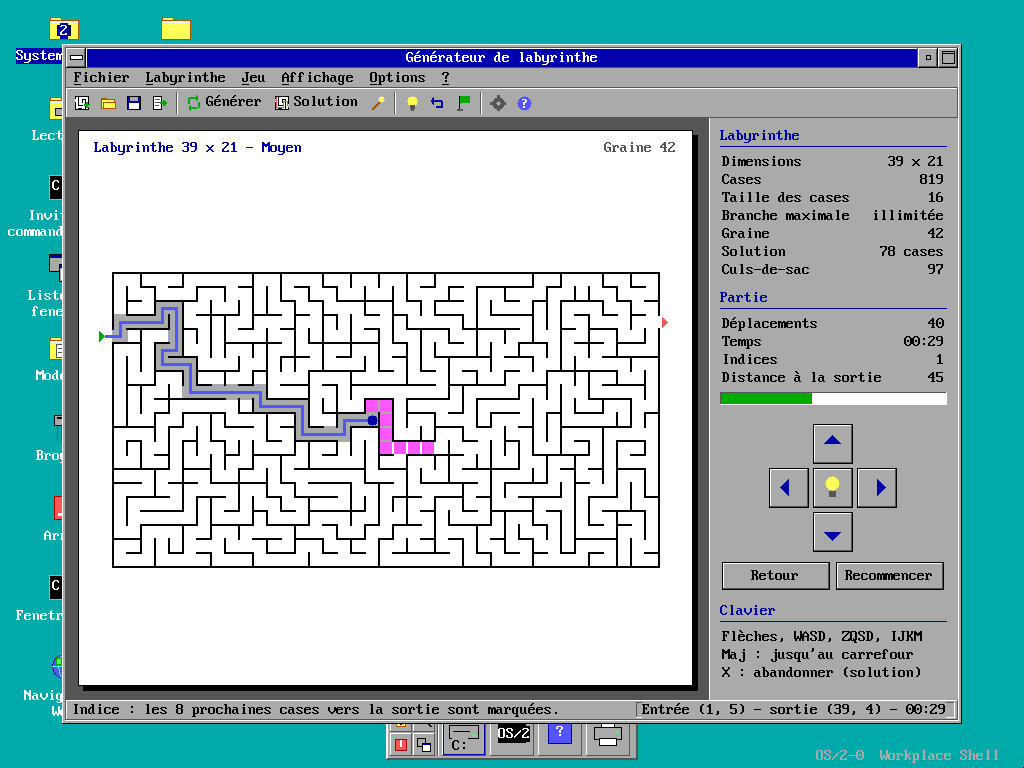 System
Générateur de labyrinthe
Fichier Labyrinthe Jeu Affichage Options ?
Générer Solution
Labyrinthe 39 x 21 - Moyen
Graine 42
Labyrinthe
Dimensions 39 x 21
Cases 819
Taille des cases 16
Branche maximale illimitée
Graine 42
Solution 78 cases
Culs-de-sac 97
Partie
Déplacements 40
Temps 00:29
Indices 1
Distance à la sortie 45
Retour Recommencer
Clavier
Flèches, WASD, ZQSD, IJKM
Maj : jusqu'au carrefour
X : abandonner (solution)
Indice : les 8 prochaines cases vers la sortie sont marquées.
Entrée (1, 5) - sortie (39, 4) - 00:29
Lect
Invi
comman
List
fene
Mod
Bro
Ar
Fenetr
Navig
W
C:
OS/2
OS/2-0 Workplace Shell